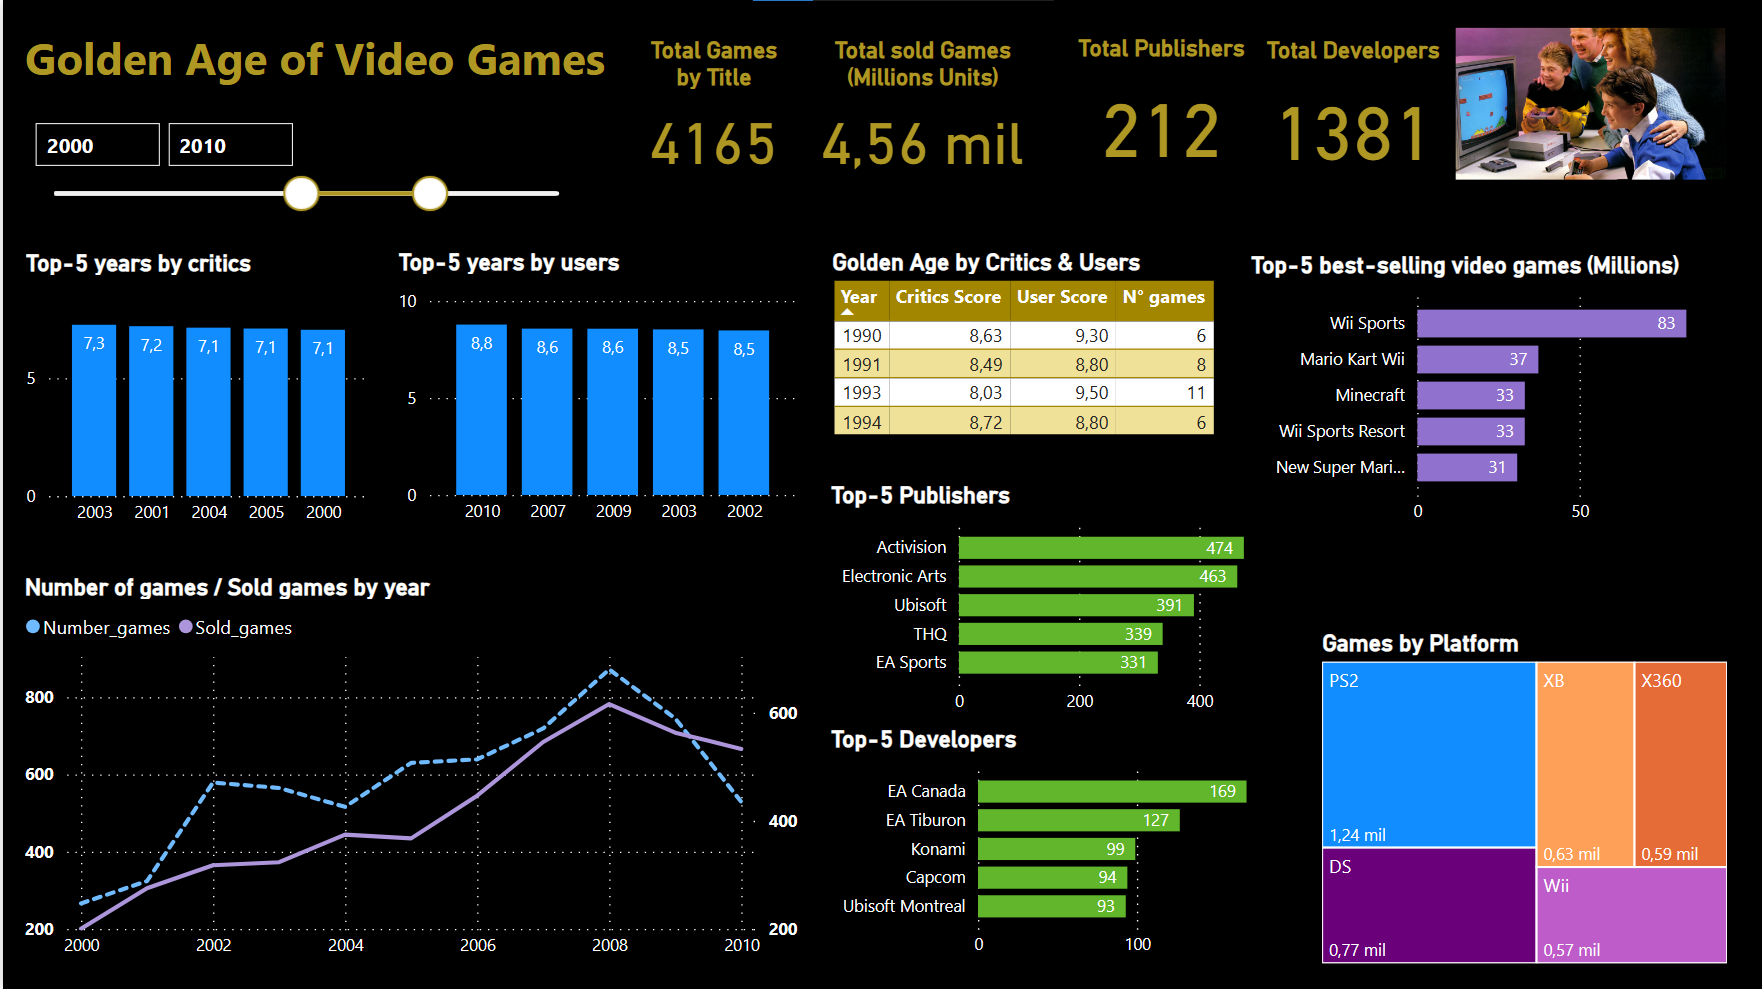 Golden Age of Video Games
2000
2010
Total Games
by Title
4165
Total sold Games
(Millions Units)
4,56 mil
Total Publishers
212
Total Developers
1381
Top-5 years by critics
5
0
7,3
7,2
7,1
7,1
7,1
2003 2001 2004 2005 2000
Top-5 years by users
10
5
0
8,8
8,6
8,6
8,5
8,5
2010 2007 2009 2003 2002
Golden Age by Critics & Users
Year Critics Score User Score N° games
1990 8,63 9,30 6
1991 8,49 8,80 8
1993 8,03 9,50 11
1994 8,72 8,80 6
Top-5 best-selling video games (Millions)
Wii Sports 83
Mario Kart Wii 37
Minecraft 33
Wii Sports Resort 33
New Super Mari... 31
0 50
Number of games / Sold games by year
Number_games Sold_games
800
600
400
200
600
400
200
2000 2002 2004 2006 2008 2010
Top-5 Publishers
Activision 474
Electronic Arts 463
Ubisoft 391
THQ 339
EA Sports 331
0 200 400
Top-5 Developers
EA Canada 169
EA Tiburon 127
Konami 99
Capcom 94
Ubisoft Montreal 93
0 100
Games by Platform
PS2
1,24 mil
DS
0,77 mil
XB
0,63 mil
X360
0,59 mil
Wii
0,57 mil